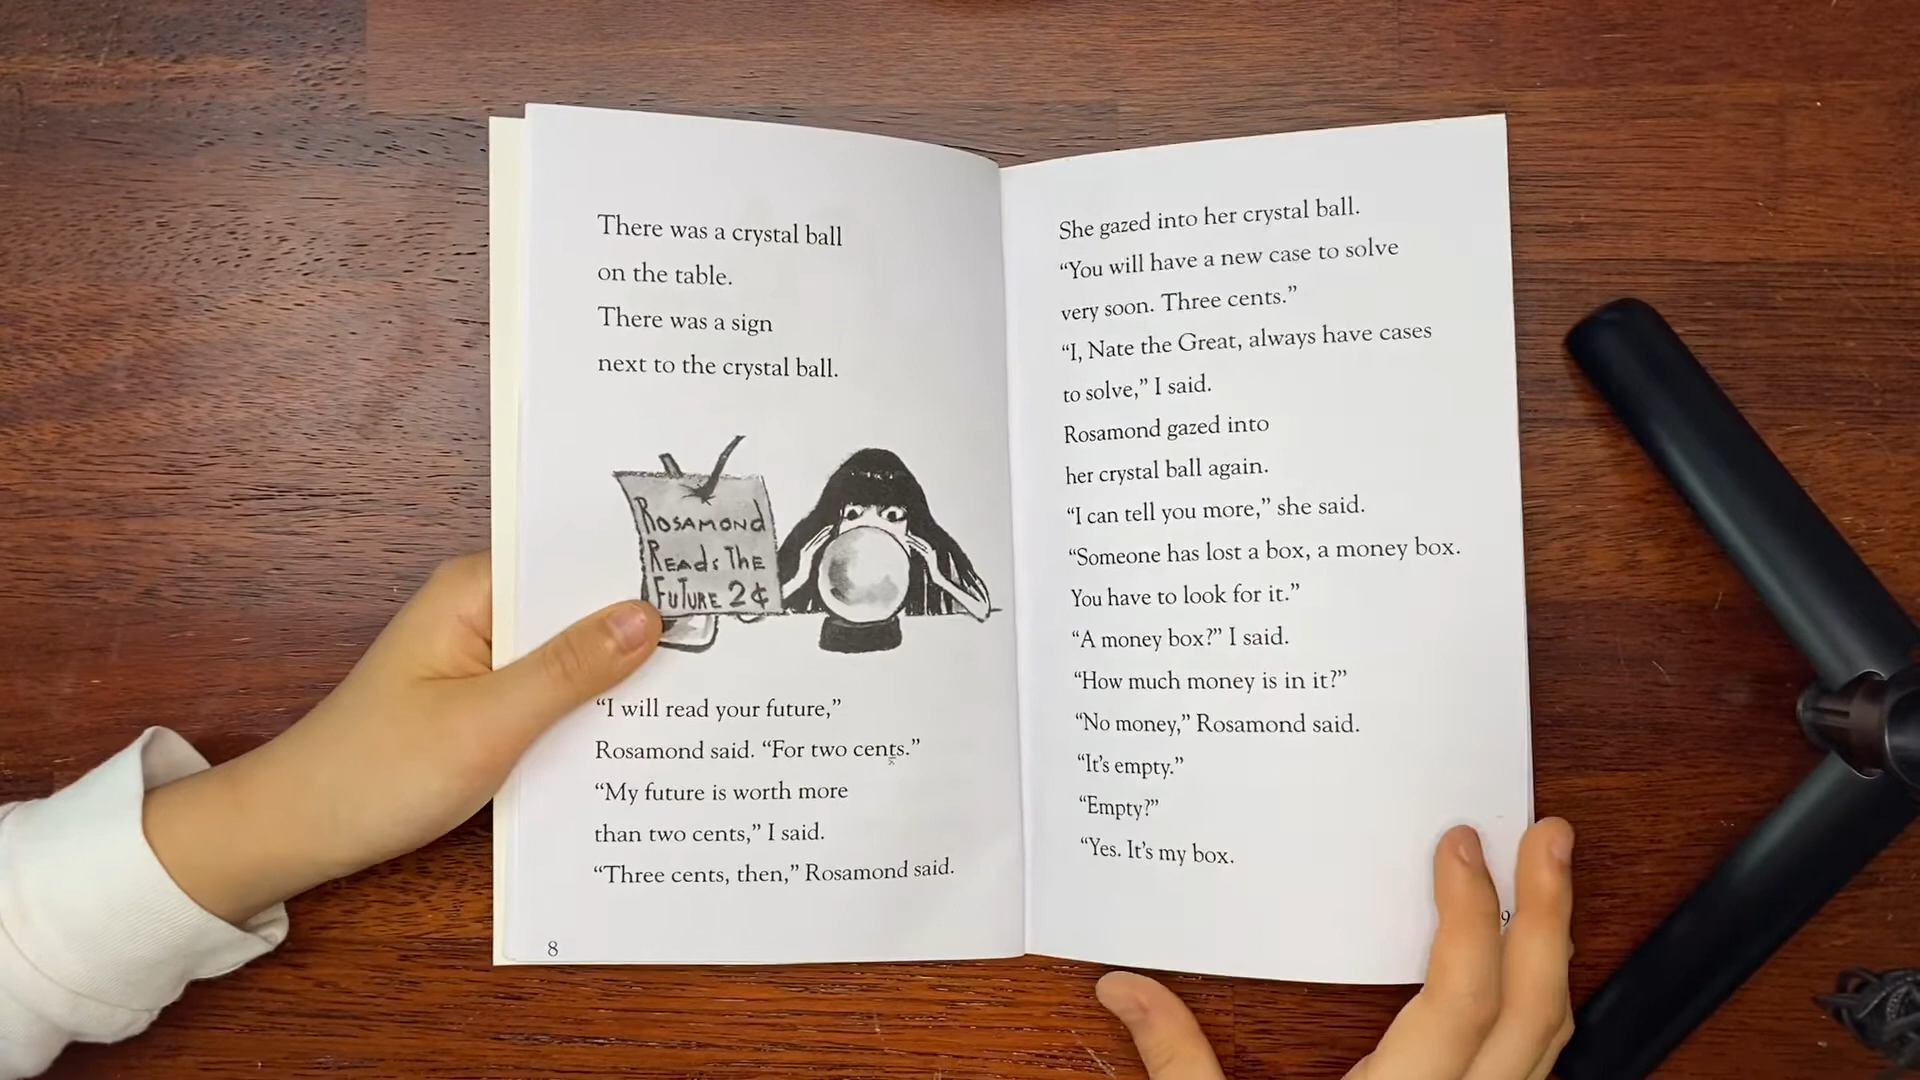 There was a crystal ball
on the table.
There was a sign
next to the crystal ball.
ROSAMOND
READS THE
FUTURE 2¢
“I will read your future,”
Rosamond said. “For two cents.”
“My future is worth more
than two cents,” I said.
“Three cents, then,” Rosamond said.
8
She gazed into her crystal ball.
“You will have a new case to solve
very soon. Three cents.”
“I, Nate the Great, always have cases
to solve,” I said.
Rosamond gazed into
her crystal ball again.
“I can tell you more,” she said.
“Someone has lost a box, a money box.
You have to look for it.”
“A money box?” I said.
“How much money is in it?”
“No money,” Rosamond said.
“It’s empty.”
“Empty?”
“Yes. It’s my box.
9